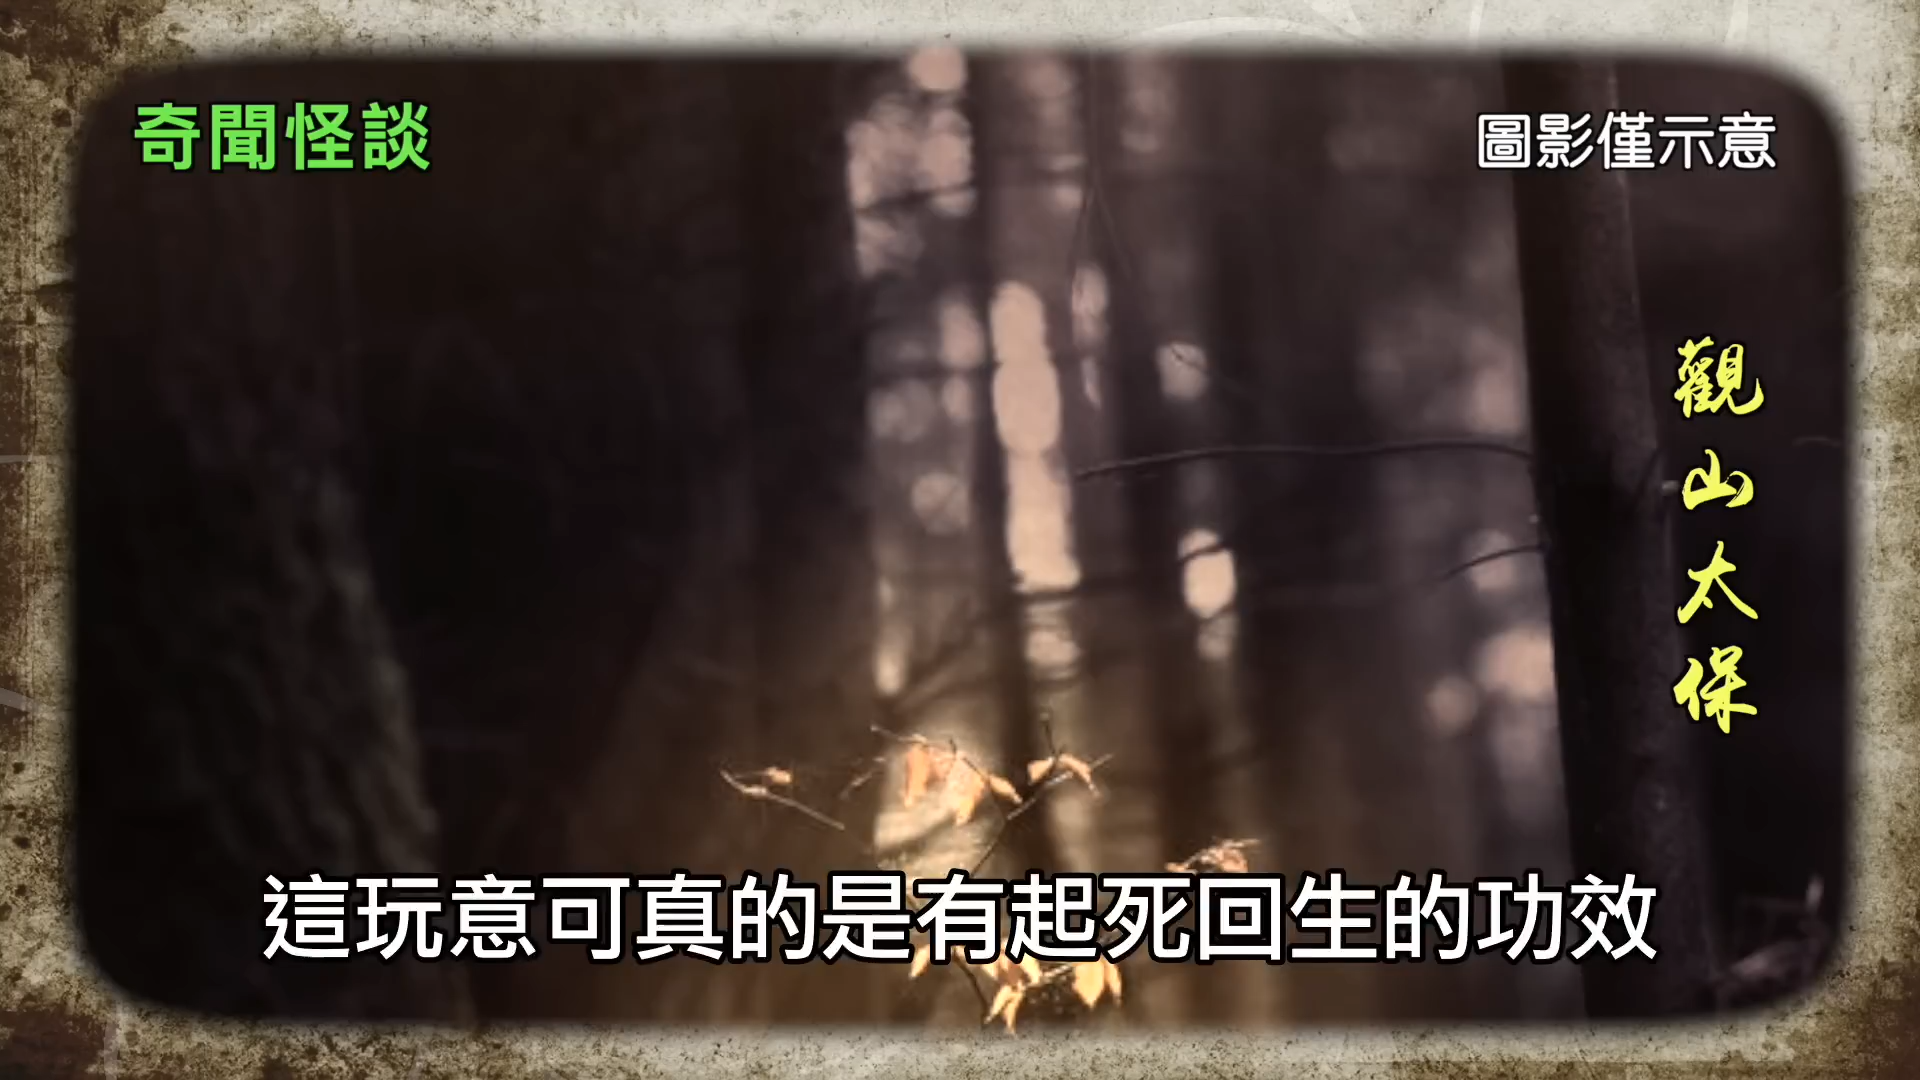 奇聞怪談
圖影僅示意
觀山太保
這玩意可真的是有起死回生的功效